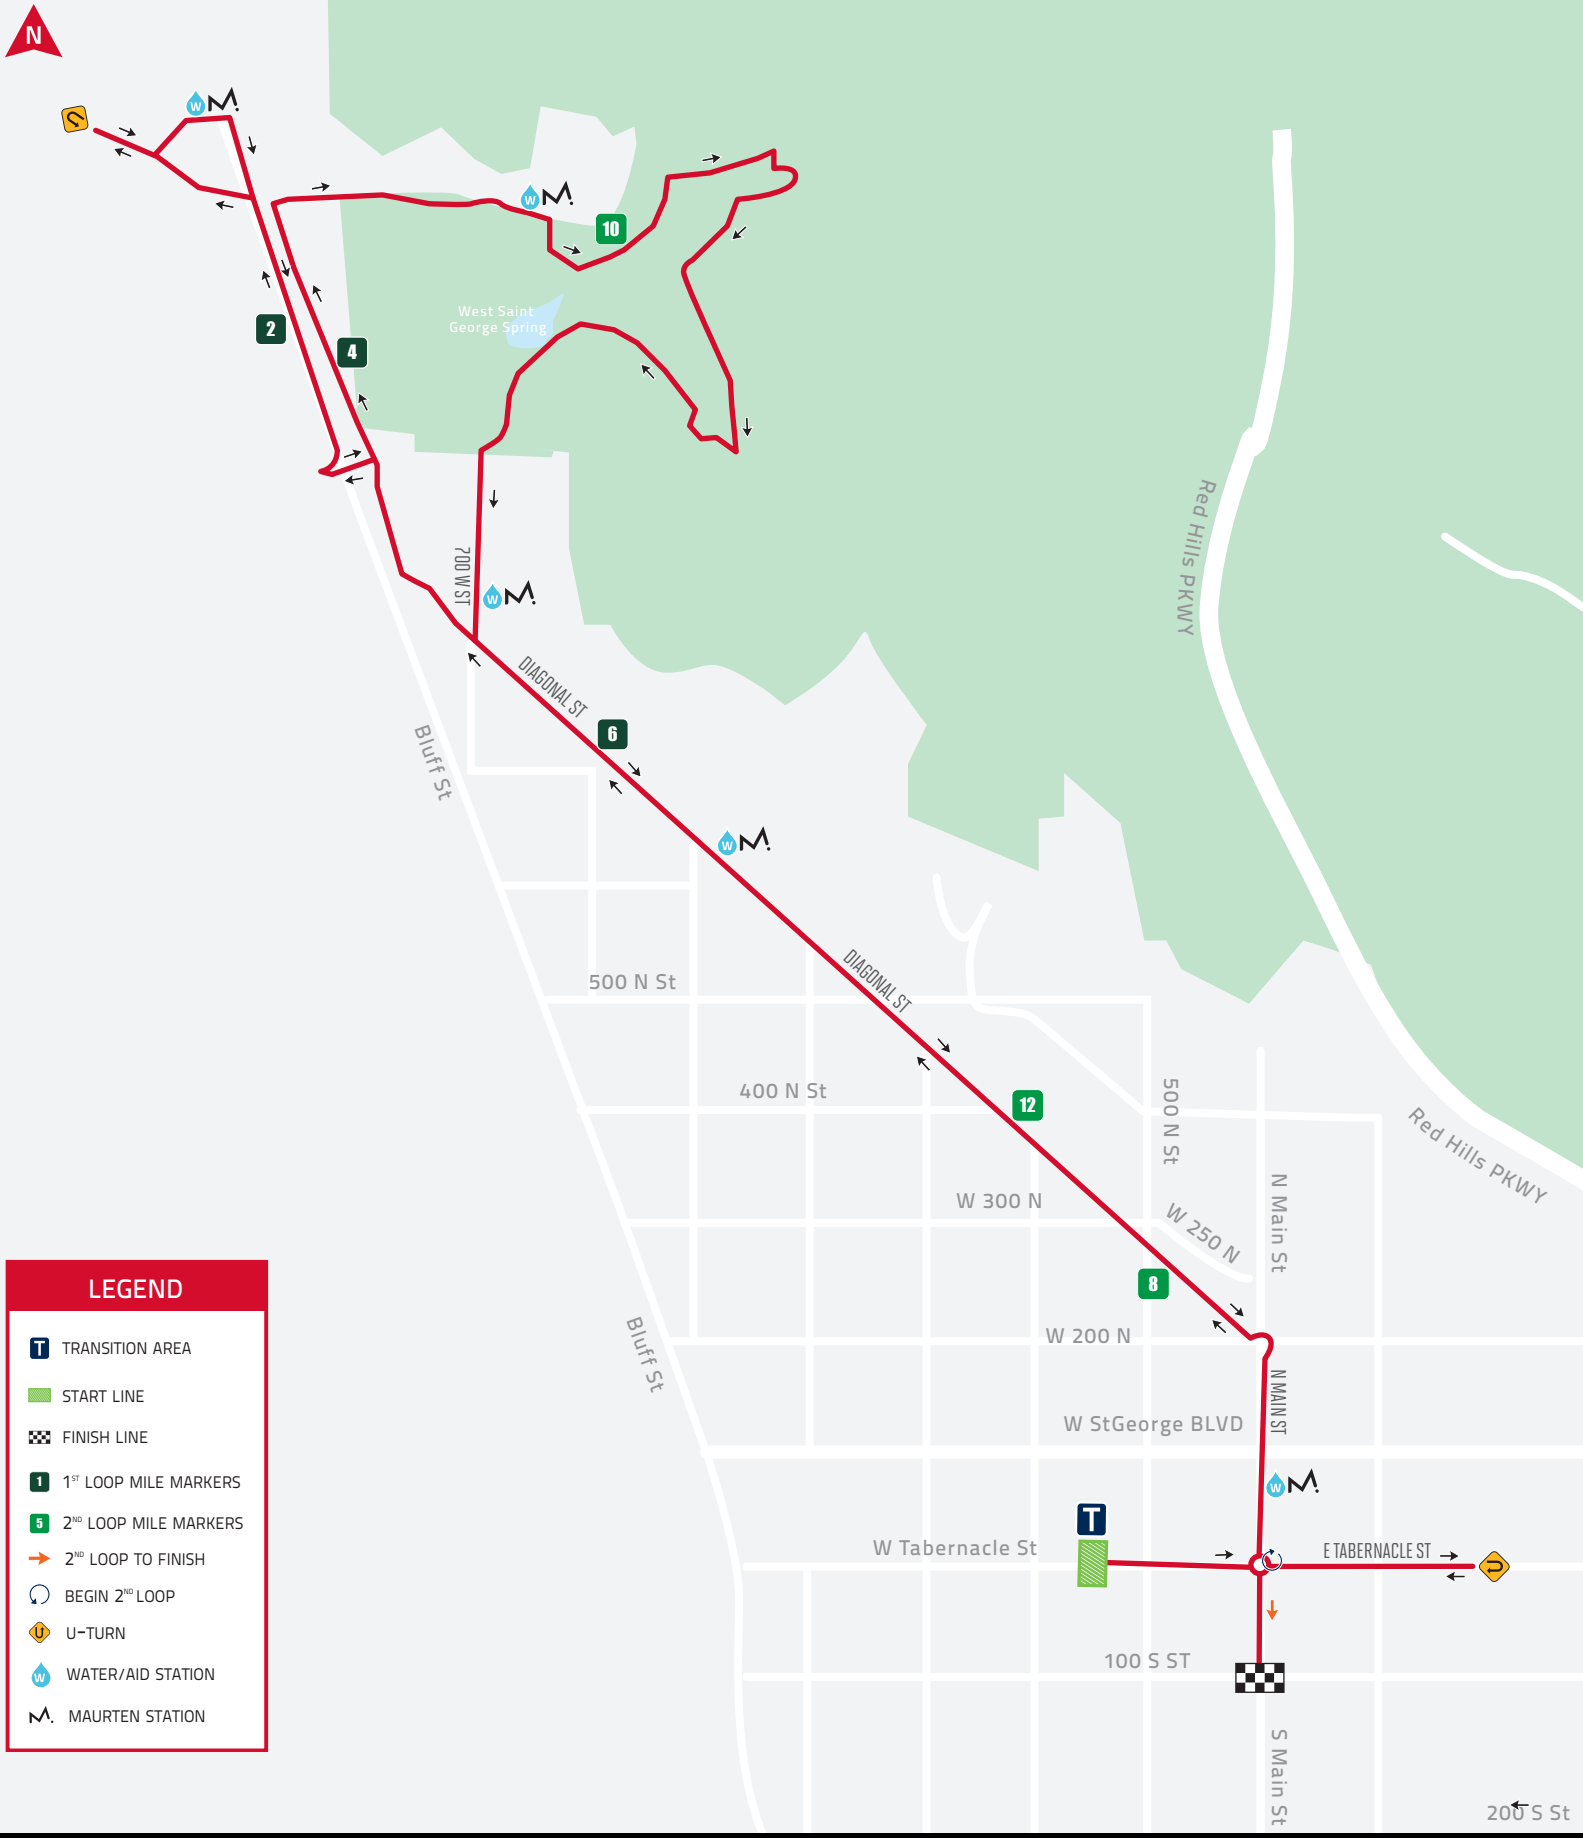 N
W
W
10
West Saint
George Spring
2
4
Red Hills PKWY
700 W ST
W
DIAGONAL ST
Bluff St
6
W
DIAGONAL ST
500 N St
400 N St
12
500 N St
Red Hills PKWY
W 300 N
W 250 N
N Main St
8
Bluff St
W 200 N
N MAIN ST
W StGeorge BLVD
W
T
W Tabernacle St
E TABERNACLE ST
100 S ST
S Main St
200 S St
LEGEND
T TRANSITION AREA
START LINE
FINISH LINE
1 1ST LOOP MILE MARKERS
5 2ND LOOP MILE MARKERS
2ND LOOP TO FINISH
BEGIN 2ND LOOP
U-TURN
W WATER/AID STATION
M. MAURTEN STATION